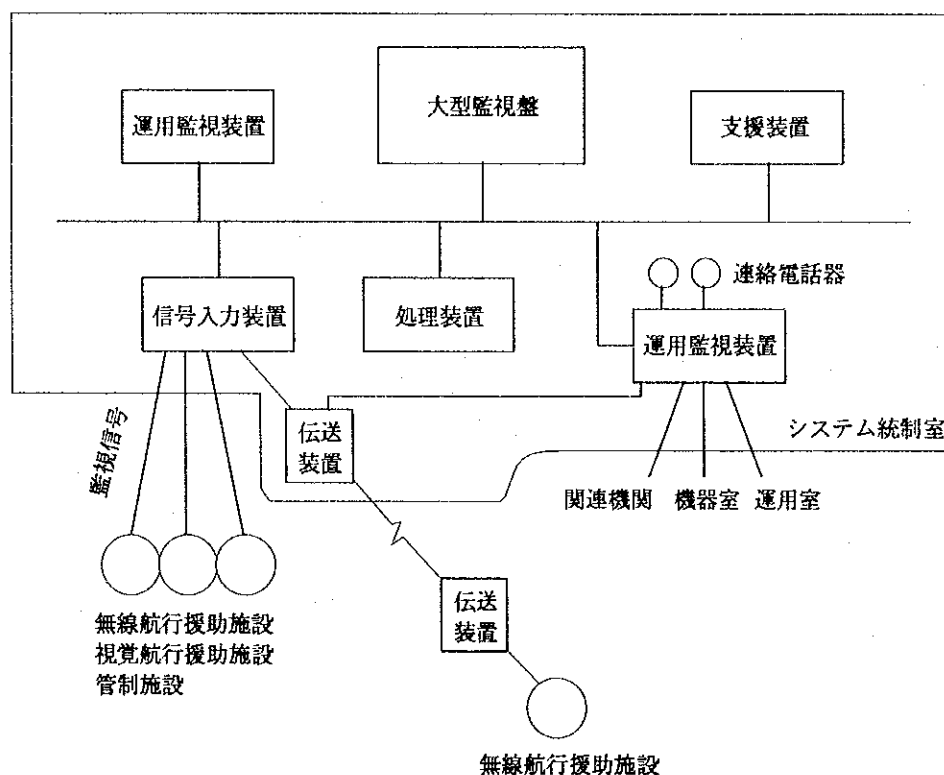 運用監視装置
大型監視盤
支援装置
連絡電話器
信号入力装置
処理装置
運用監視装置
監視信号
伝送
装置
システム統制室
関連機関 機器室 運用室
伝送
装置
無線航行援助施設
視覚航行援助施設
管制施設
無線航行援助施設